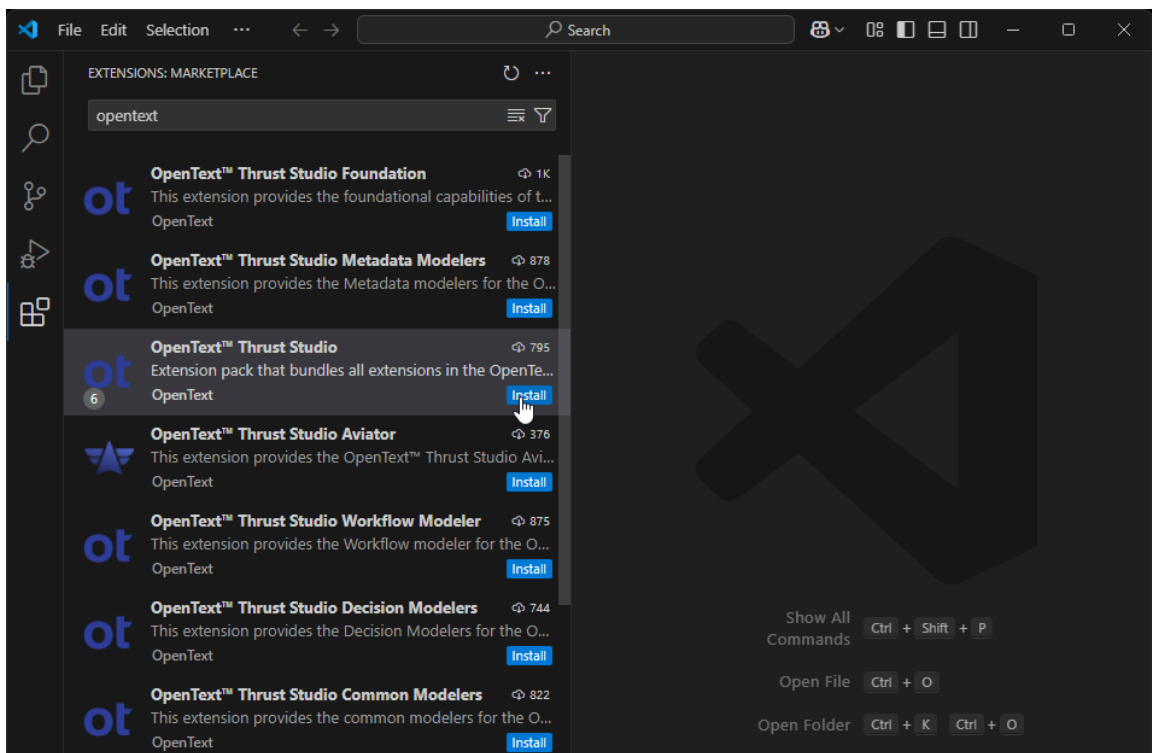 File Edit Selection ··· Search
EXTENSIONS: MARKETPLACE
opentext
OpenText™ Thrust Studio Foundation 1K
This extension provides the foundational capabilities of t...
OpenText Install
OpenText™ Thrust Studio Metadata Modelers 878
This extension provides the Metadata modelers for the O...
OpenText Install
OpenText™ Thrust Studio 795
Extension pack that bundles all extensions in the OpenTe...
6 OpenText Install
OpenText™ Thrust Studio Aviator 376
This extension provides the OpenText™ Thrust Studio Avi...
OpenText Install
OpenText™ Thrust Studio Workflow Modeler 875
This extension provides the Workflow modeler for the O...
OpenText Install
OpenText™ Thrust Studio Decision Modelers 744
This extension provides the Decision Modelers for the O...
OpenText Install
OpenText™ Thrust Studio Common Modelers 822
This extension provides the common modelers for the O...
OpenText Install
ot
ot
ot
ot
ot
ot
Show All
Commands Ctrl + Shift + P
Open File Ctrl + O
Open Folder Ctrl + K Ctrl + O